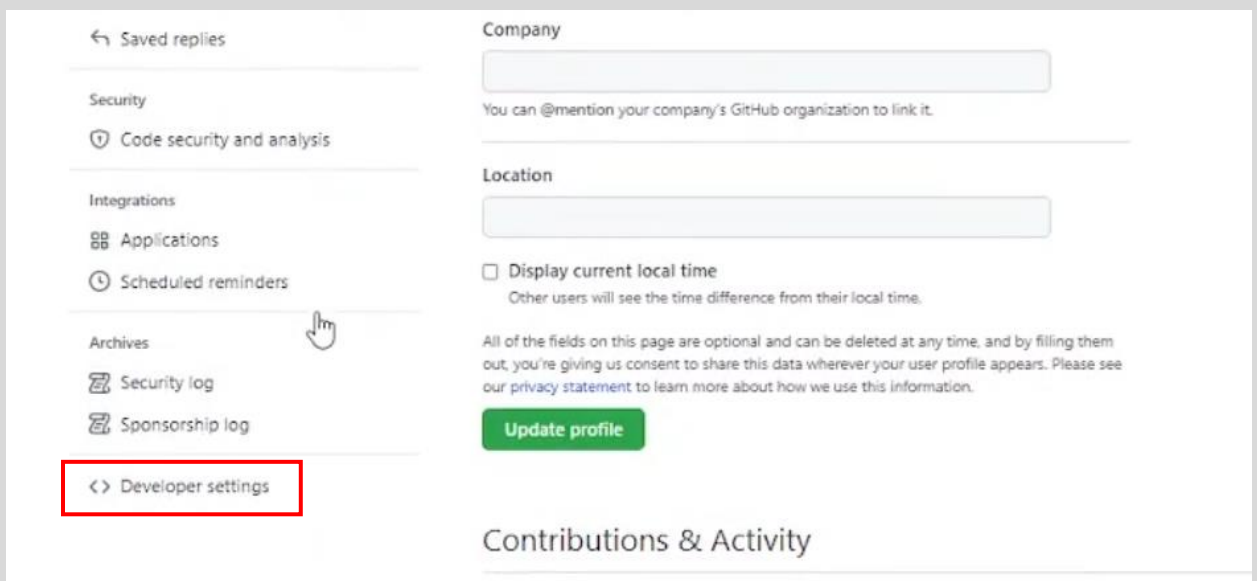 Saved replies
Security
Code security and analysis
Integrations
Applications
Scheduled reminders
Archives
Security log
Sponsorship log
Developer settings
Company
You can @mention your company's GitHub organization to link it.
Location
Display current local time
Other users will see the time difference from their local time.
All of the fields on this page are optional and can be deleted at any time, and by filling them
out, you're giving us consent to share this data wherever your user profile appears. Please see
our privacy statement to learn more about how we use this information.
Update profile
Contributions & Activity